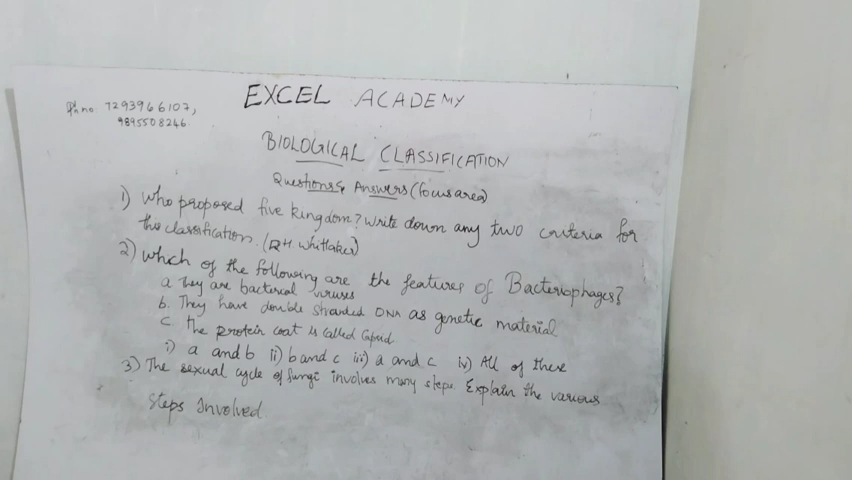 EXCEL ACADEMY
Ph no 7293966107,
9895508246
BIOLOGICAL CLASSIFICATION
Questions & Answers (focus area)
1) Who proposed five kingdom? Write down any two criteria for
the classification. (R.H. Whittaker)
2) Which of the following are the features of Bacteriophages?
a They are bacterial viruses
b. They have double stranded DNA as genetic material
c The protein coat is called Capsid
i) a and b ii) b and c iii) a and c iv) All of these
3) The sexual cycle of fungi involves many steps Explain the various
Steps Involved